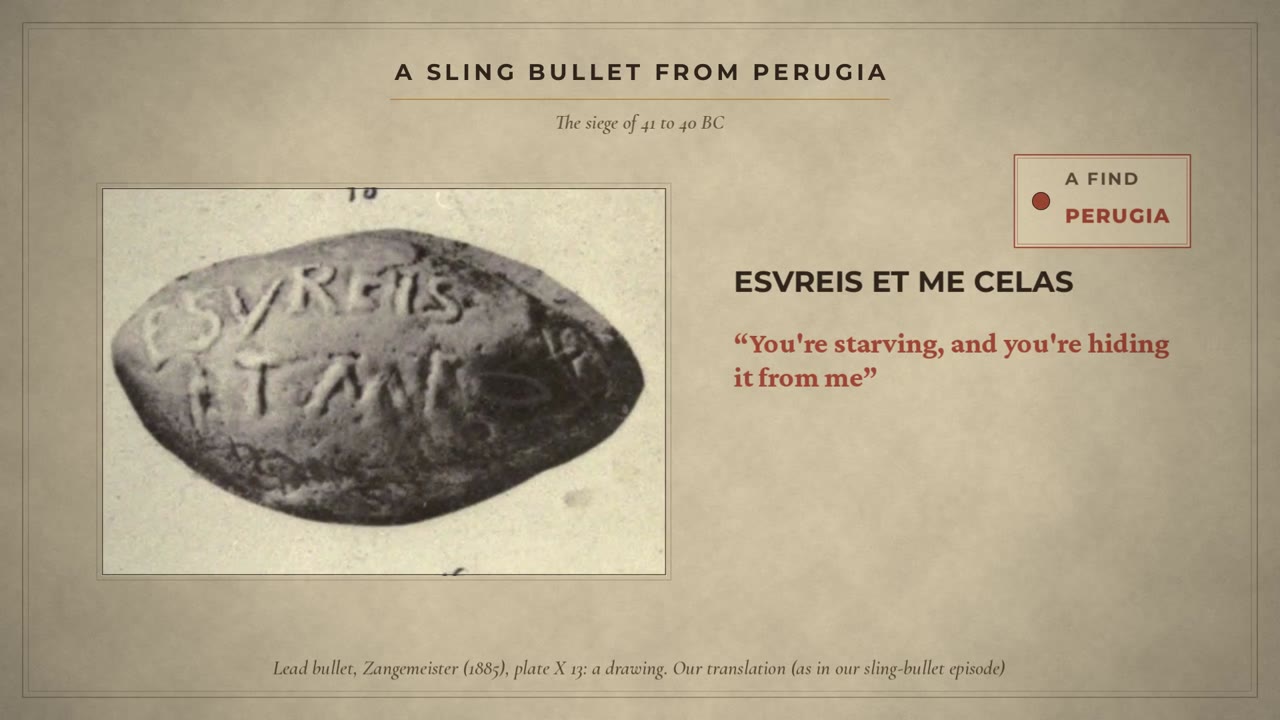 A SLING BULLET FROM PERUGIA
The siege of 41 to 40 BC
A FIND
PERUGIA
ESVREIS
ESVREIS ET ME CELAS
“You're starving, and you're hiding
it from me”
Lead bullet, Zangemeister (1885), plate X 13: a drawing. Our translation (as in our sling-bullet episode)